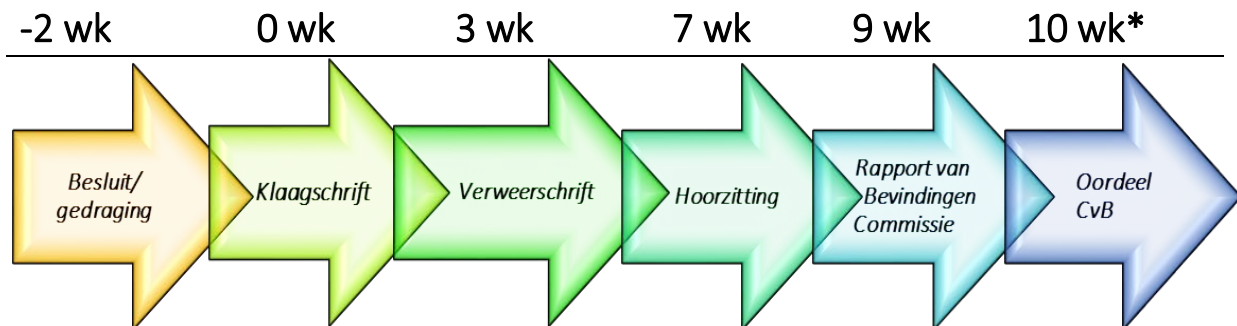 -2 wk 0 wk 3 wk 7 wk 9 wk 10 wk*
Besluit/
gedraging
Klaagschrift
Verweerschrift
Hoorzitting
Rapport van
Bevindingen
Commissie
Oordeel
CvB